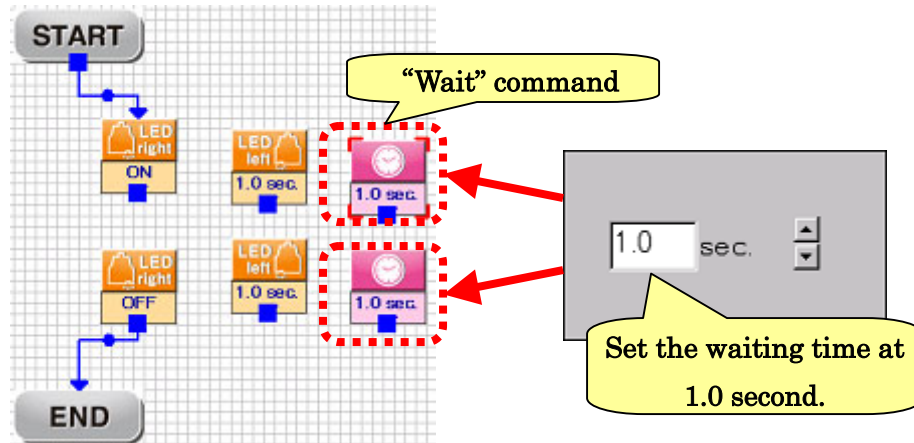 START
“Wait” command
LED
right
ON
LED
left
1.0 sec.
1.0 sec.
1.0 sec.
LED
right
OFF
LED
left
1.0 sec.
1.0 sec.
Set the waiting time at
1.0 second.
END